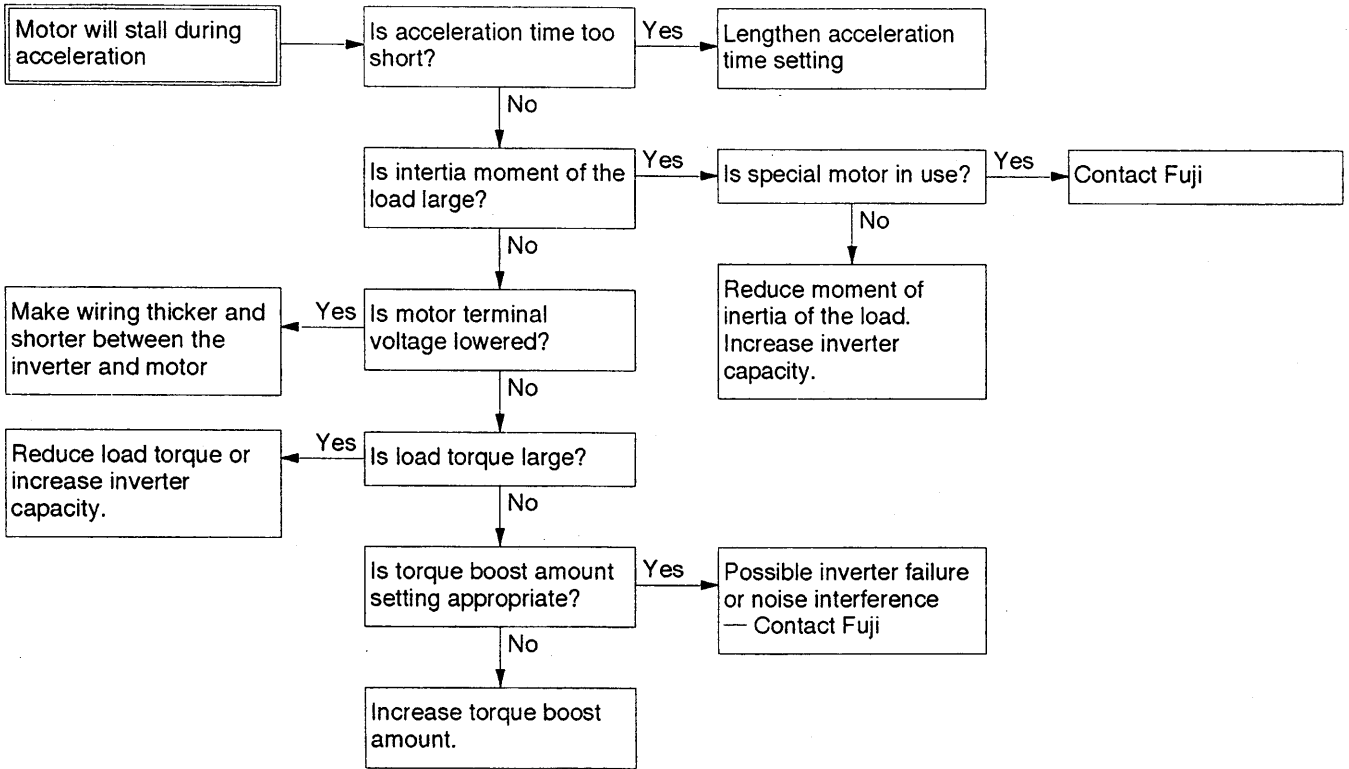 Motor will stall during
acceleration
Is acceleration time too
short?
Yes
Lengthen acceleration
time setting
No
Is intertia moment of the
load large?
Yes
Is special motor in use?
Yes
Contact Fuji
No
No
Reduce moment of
inertia of the load.
Increase inverter
capacity.
Make wiring thicker and
shorter between the
inverter and motor
Yes
Is motor terminal
voltage lowered?
No
Reduce load torque or
increase inverter
capacity.
Yes
Is load torque large?
No
Is torque boost amount
setting appropriate?
Yes
Possible inverter failure
or noise interference
— Contact Fuji
No
Increase torque boost
amount.